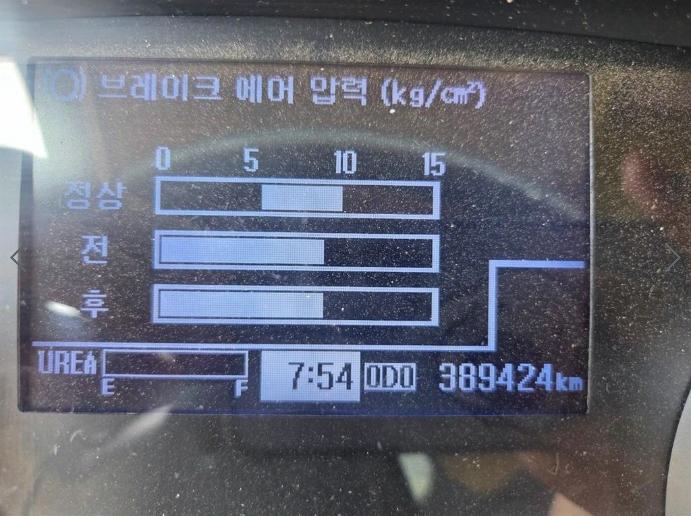 브레이크 에어 압력 (kg/cm²)
0 5 10 15
정상
전
후
UREA E F 7:54 ODO 389424km